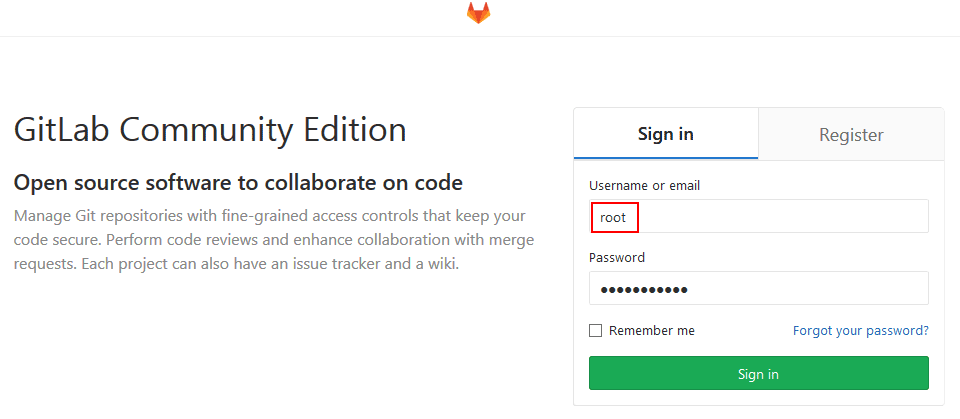 GitLab Community Edition
Open source software to collaborate on code
Manage Git repositories with fine-grained access controls that keep your
code secure. Perform code reviews and enhance collaboration with merge
requests. Each project can also have an issue tracker and a wiki.
Sign in
Register
Username or email
root
Password
•••••••••••
Remember me
Forgot your password?
Sign in